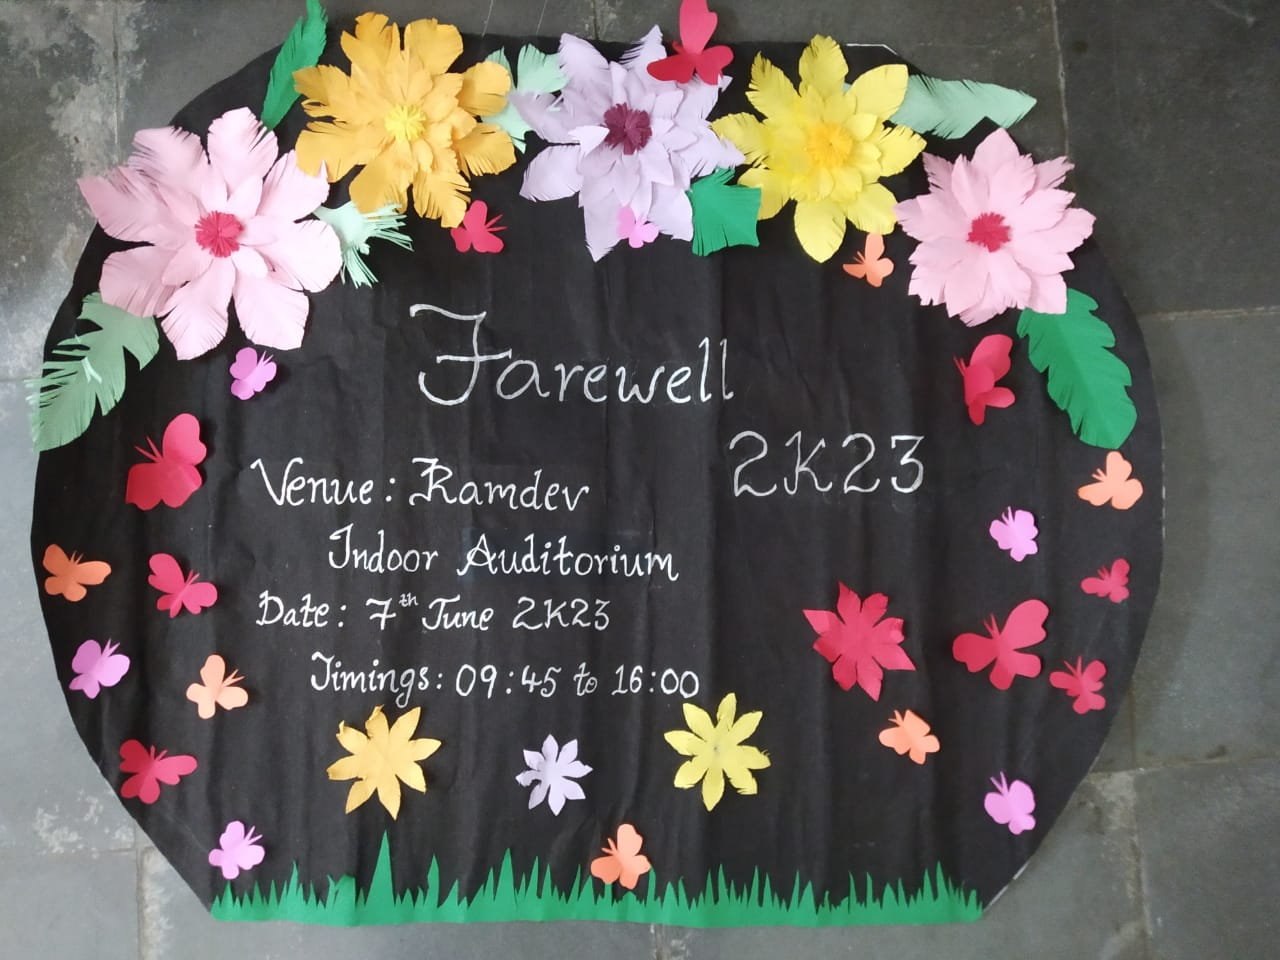 Farewell
2K23
Venue: Ramdev
Indoor Auditorium
Date: 7th June 2K23
Timings: 09:45 to 16:00